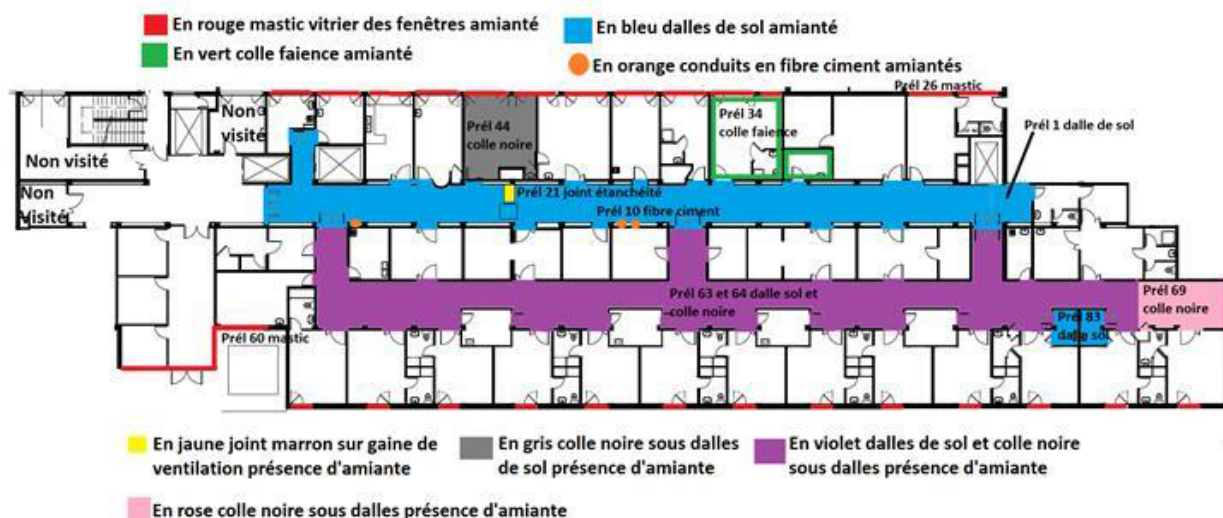 En rouge mastic vitrier des fenêtres amianté
En bleu dalles de sol amianté
En vert colle faience amianté
En orange conduits en fibre ciment amiantés
Prél 26 mastic
Non visité
Prél 44 colle noire
Prél 34 colle faience
Prél 1 dalle de sol
Non visité
Non Visité
Prél 21 joint étanchéité
Prél 10 fibre ciment
Prél 63 et 64 dalle sol et
colle noire
Prél 69
colle noire
Prél 83
dalle sol
Prél 60 mastic
En jaune joint marron sur gaine de
ventilation présence d'amiante
En gris colle noire sous dalles
de sol présence d'amiante
En violet dalles de sol et colle noire
sous dalles présence d'amiante
En rose colle noire sous dalles présence d'amiante